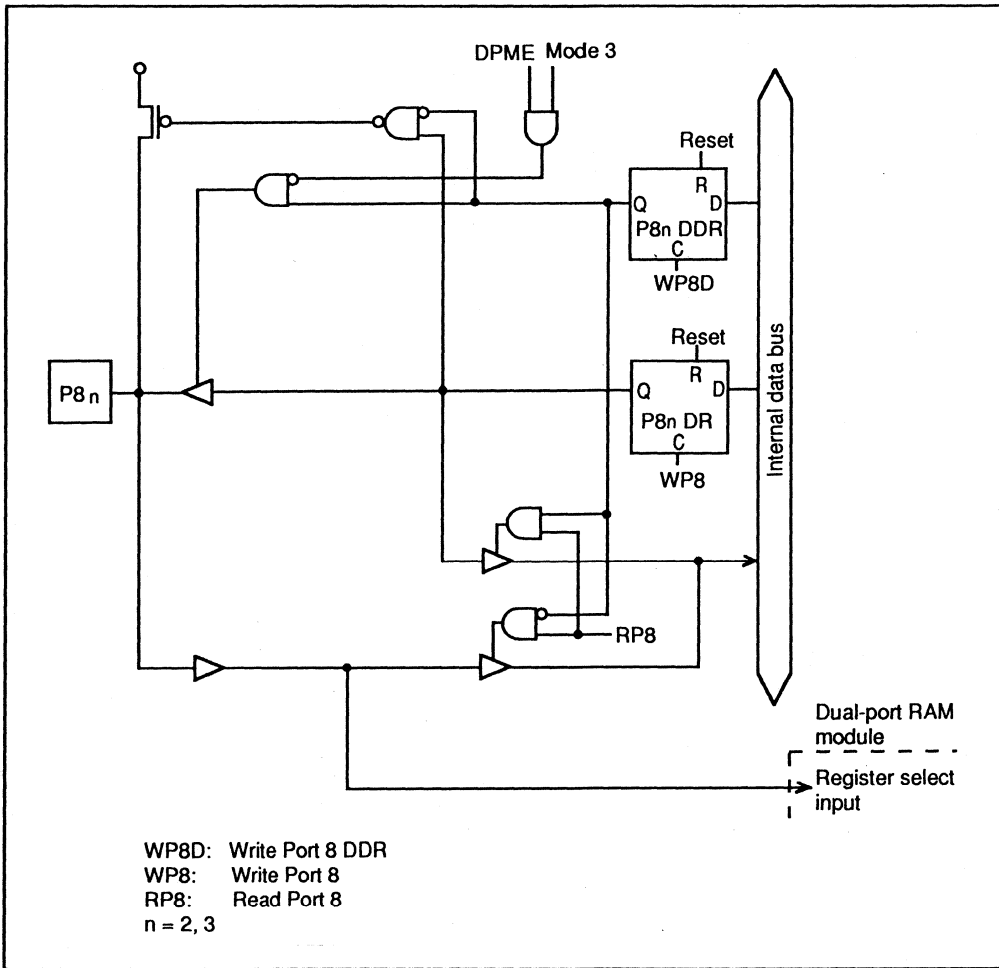 DPME Mode 3
Reset
R
Q D
P8n DDR
C
WP8D
Reset
R
Q D
P8n DR
C
WP8
P8n
Internal data bus
RP8
Dual-port RAM
module
Register select
input
WP8D: Write Port 8 DDR
WP8: Write Port 8
RP8: Read Port 8
n = 2, 3